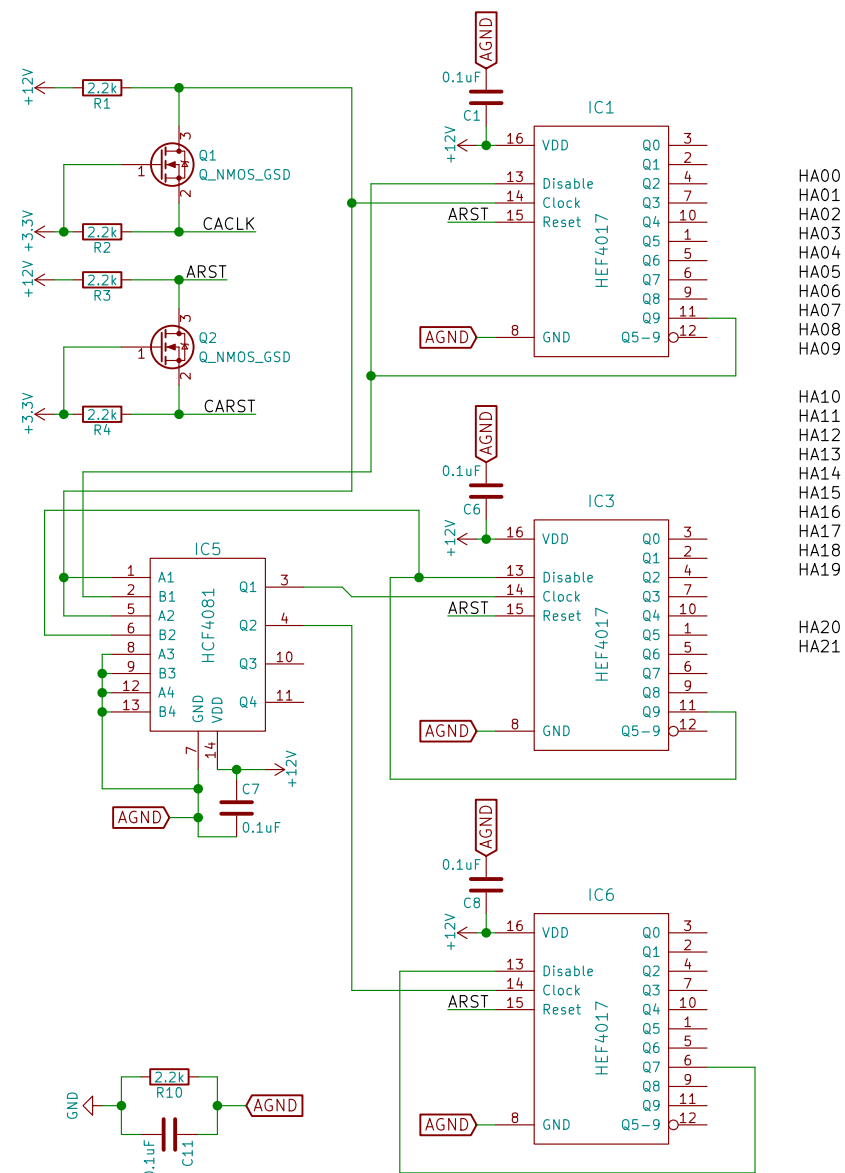 +12V
2.2k
R1
3
Q1
Q_NMOS_GSD
1
2
+3.3V
2.2k
R2
CACLK
+12V
2.2k
R3
ARST
3
Q2
Q_NMOS_GSD
1
2
+3.3V
2.2k
R4
CARST
AGND
0.1uF
C1
+12V
IC1
HEF4017
16 VDD
13 Disable
ARST
14 Clock
15 Reset
AGND
8 GND
Q0 3
Q1 2
Q2 4
Q3 7
Q4 10
Q5 1
Q6 5
Q7 6
Q8 9
Q9 11
Q5-9 12
HA00
HA01
HA02
HA03
HA04
HA05
HA06
HA07
HA08
HA09
HA10
HA11
HA12
HA13
HA14
HA15
HA16
HA17
HA18
HA19
HA20
HA21
AGND
0.1uF
C6
+12V
IC3
HEF4017
16 VDD
13 Disable
ARST
14 Clock
15 Reset
AGND
8 GND
Q0 3
Q1 2
Q2 4
Q3 7
Q4 10
Q5 1
Q6 5
Q7 6
Q8 9
Q9 11
Q5-9 12
IC5
HCF4081
1 A1
2 B1
5 A2
6 B2
8 A3
9 B3
12 A4
13 B4
Q1 3
Q2 4
Q3 10
Q4 11
GND 7
VDD 14
+12V
C7
0.1uF
AGND
AGND
0.1uF
C8
+12V
IC6
HEF4017
16 VDD
13 Disable
ARST
14 Clock
15 Reset
AGND
8 GND
Q0 3
Q1 2
Q2 4
Q3 7
Q4 10
Q5 1
Q6 5
Q7 6
Q8 9
Q9 11
Q5-9 12
GND
2.2k
R10
AGND
0.1uF
C11